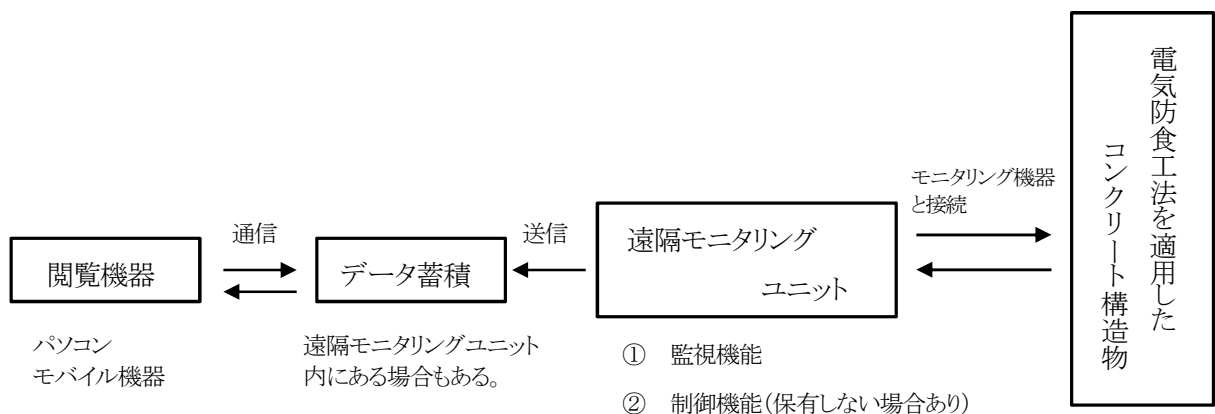 閲覧機器
パソコン
モバイル機器
通信
データ蓄積
遠隔モニタリングユニット
内にある場合もある。
送信
遠隔モニタリング
ユニット
① 監視機能
② 制御機能(保有しない場合あり)
モニタリング機器
と接続
電気防食工法を適用した
コンクリート構造物